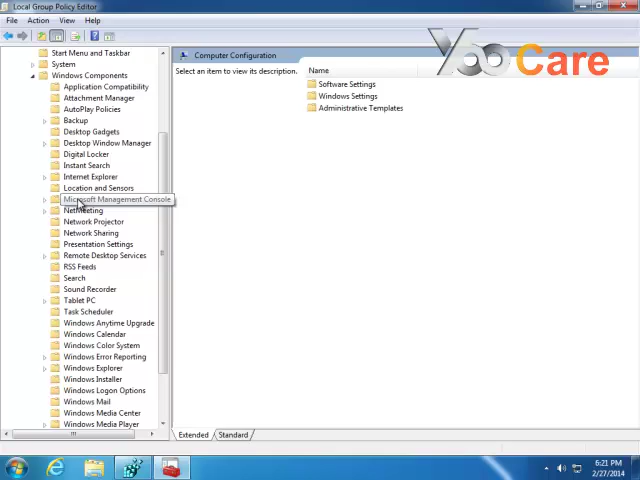 Local Group Policy Editor
File Action View Help
YooCare
Start Menu and Taskbar
System
Windows Components
Application Compatibility
Attachment Manager
AutoPlay Policies
Backup
Desktop Gadgets
Desktop Window Manager
Digital Locker
Instant Search
Internet Explorer
Location and Sensors
Microsoft Management Console
NetMeeting
Network Projector
Network Sharing
Presentation Settings
Remote Desktop Services
RSS Feeds
Search
Sound Recorder
Tablet PC
Task Scheduler
Windows Anytime Upgrade
Windows Calendar
Windows Color System
Windows Error Reporting
Windows Explorer
Windows Installer
Windows Logon Options
Windows Mail
Windows Media Center
Windows Media Player
Computer Configuration
Select an item to view its description.
Name
Software Settings
Windows Settings
Administrative Templates
Extended Standard
6:21 PM
2/27/2014